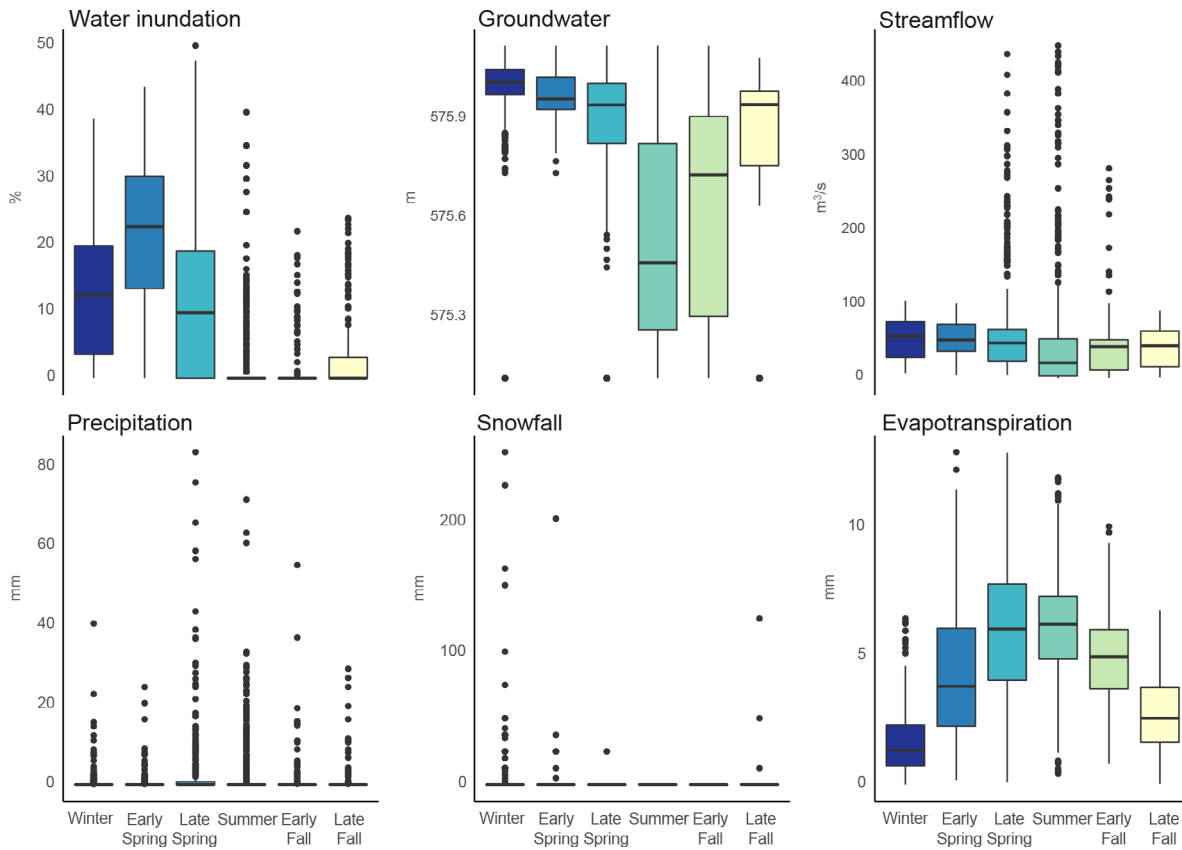 Water inundation
50
40
30
20
10
0
%
Groundwater
575.9
575.6
575.3
m
Streamflow
400
300
200
100
0
m³/s
Precipitation
80
60
40
20
0
mm
Winter
Early
Spring
Late
Spring
Summer
Early
Fall
Late
Fall
Snowfall
200
100
0
mm
Winter
Early
Spring
Late
Spring
Summer
Early
Fall
Late
Fall
Evapotranspiration
10
5
0
mm
Winter
Early
Spring
Late
Spring
Summer
Early
Fall
Late
Fall